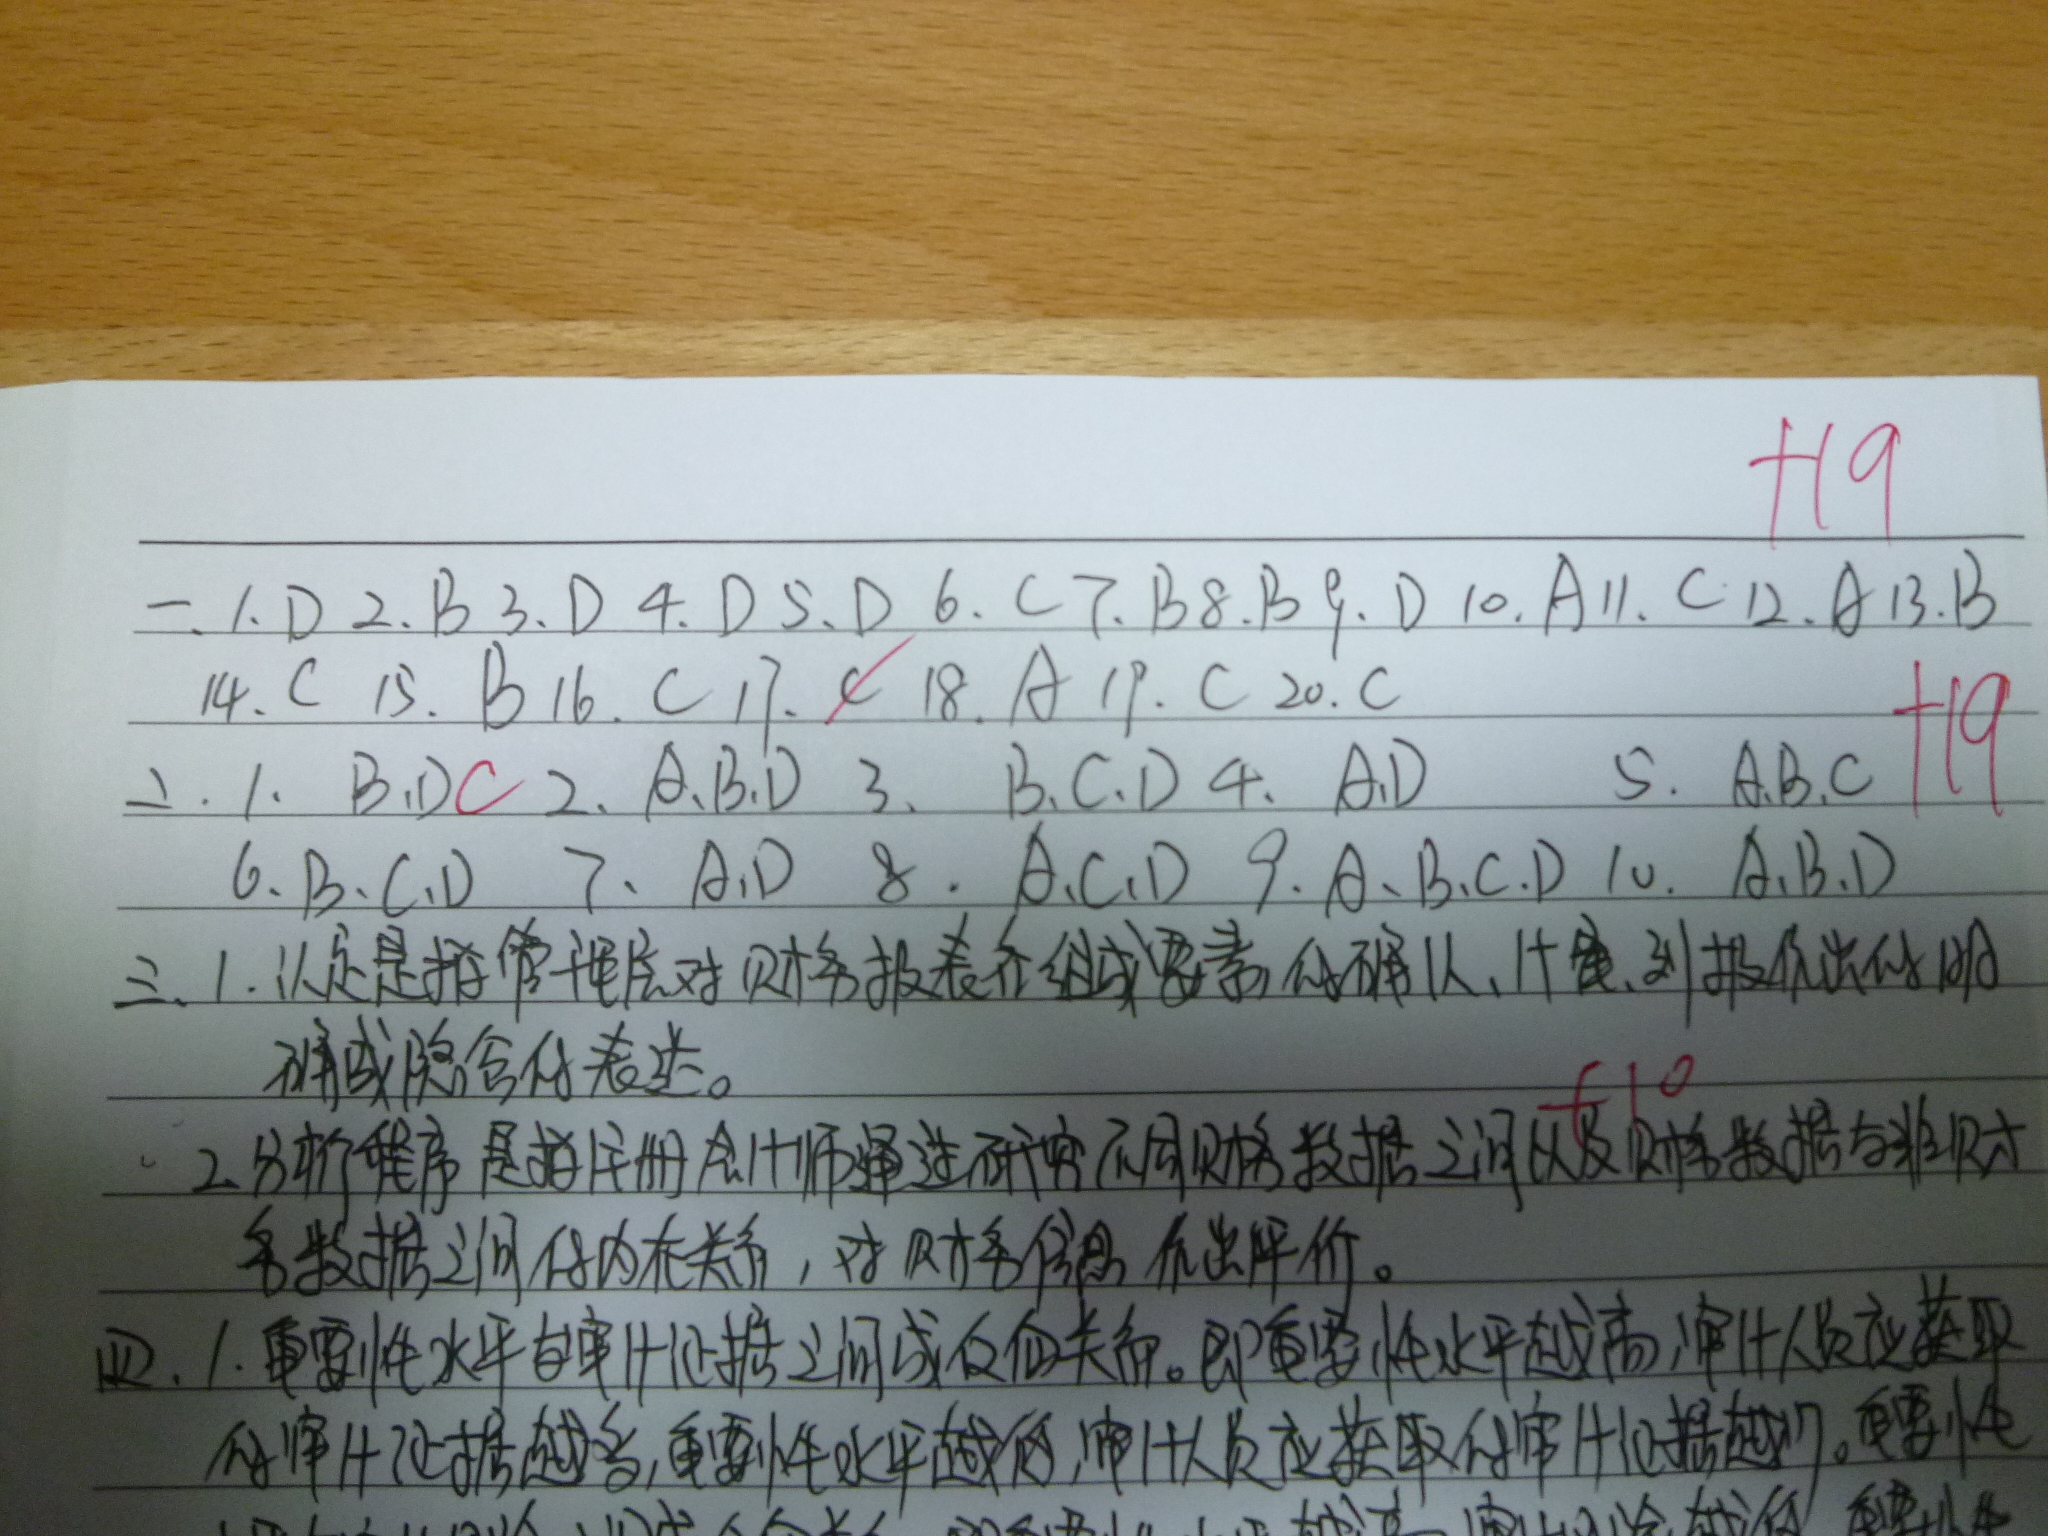 +19
一. 1. D 2. B 3. D 4. D 5. D 6. C 7. B 8. B 9. D 10. A 11. C 12. A 13. B
14. C 15. B 16. C 17. C 18. A 19. C 20. C
+19
二. 1. B.D C 2. A.B.D 3. B.C.D 4. A.D 5. A.B.C
6. B.C.D 7. A.D 8. A.C.D 9. A.B.C.D 10. A.B.D
三. 1. 认定是指管理层对财务报表各组成要素的确认、计量、列报作出的明
确或隐含的表达。
+10
2. 分析程序是指注册会计师通过研究不同财务数据之间以及财务数据与非财
务数据之间的内在关系，对财务信息作出评价。
四. 1. 重要性水平与审计证据之间成反向关系。即重要性水平越高，审计人员应获取
的审计证据越多，重要性水平越低，审计人员应获取的审计证据越少。重要性